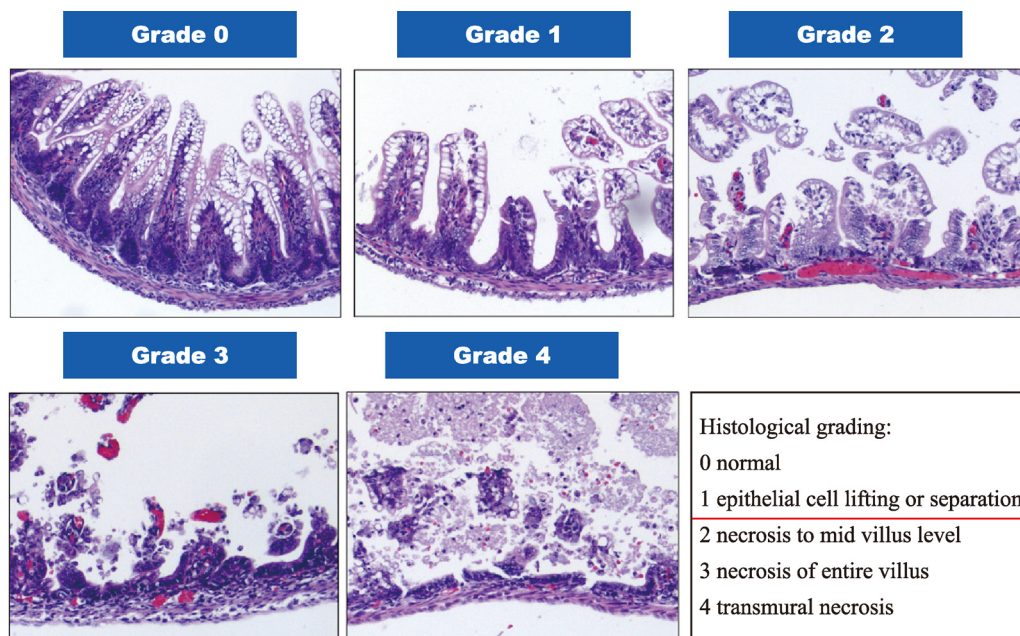 Grade 0
Grade 1
Grade 2
Grade 3
Grade 4
Histological grading:
0 normal
1 epithelial cell lifting or separation
2 necrosis to mid villus level
3 necrosis of entire villus
4 transmural necrosis